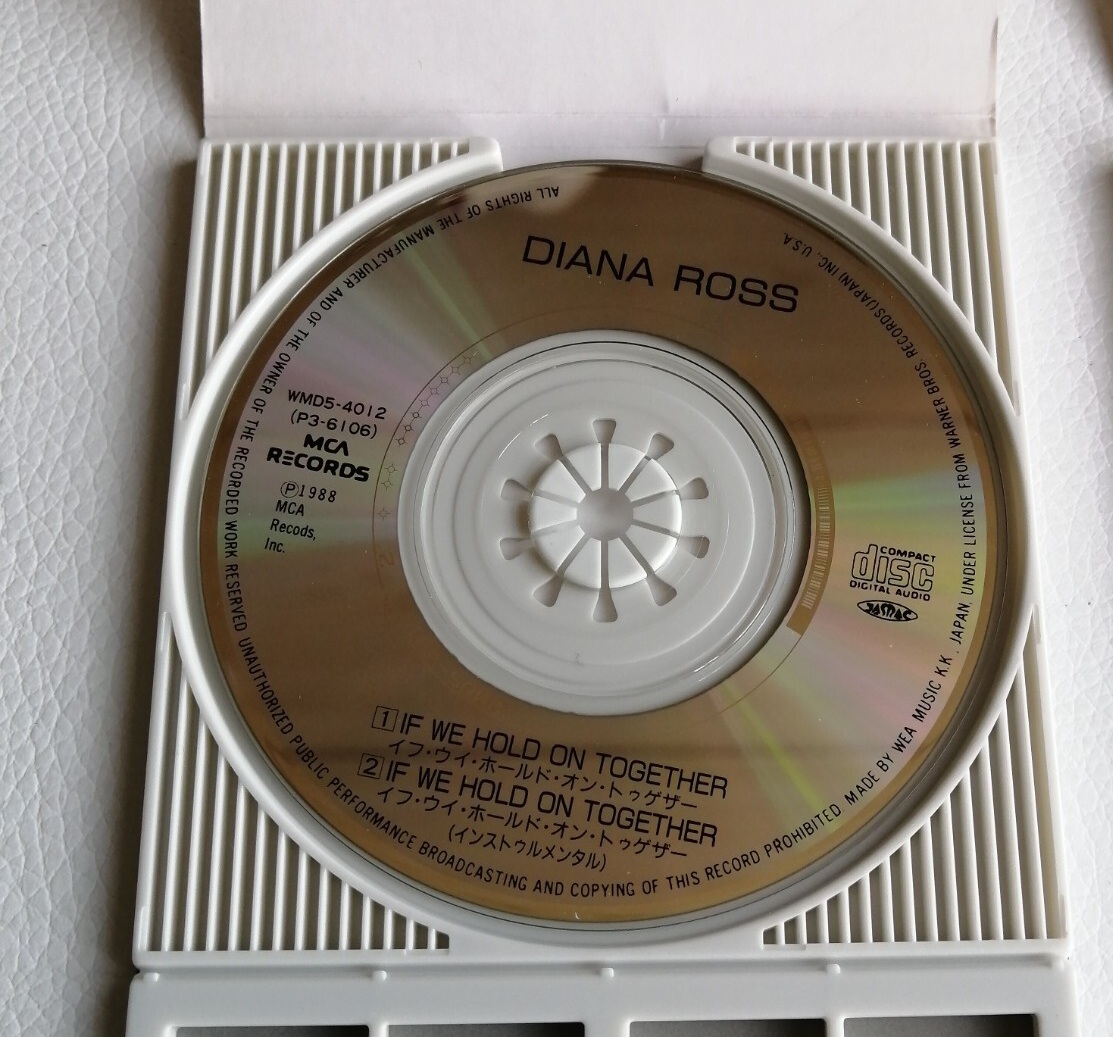 DIANA ROSS
WMD5-4012
(P3-6106)
MCA
RECORDS
Ⓟ1988
MCA
Recods,
Inc.
COMPACT
disc
DIGITAL AUDIO
JASRAC
1 IF WE HOLD ON TOGETHER
イフ・ウイ・ホールド・オン・トゥゲザー
2 IF WE HOLD ON TOGETHER
イフ・ウイ・ホールド・オン・トゥゲザー
(インストゥルメンタル)
ALL RIGHTS OF THE MANUFACTURER AND OF THE OWNER OF THE RECORDED WORK RESERVED UNAUTHORIZED PUBLIC PERFORMANCE BROADCASTING AND COPYING OF THIS RECORD PROHIBITED MADE BY WEA MUSIC K.K. JAPAN, UNDER LICENSE FROM WARNER BROS. RECORDS (JAPAN) INC., U.S.A.